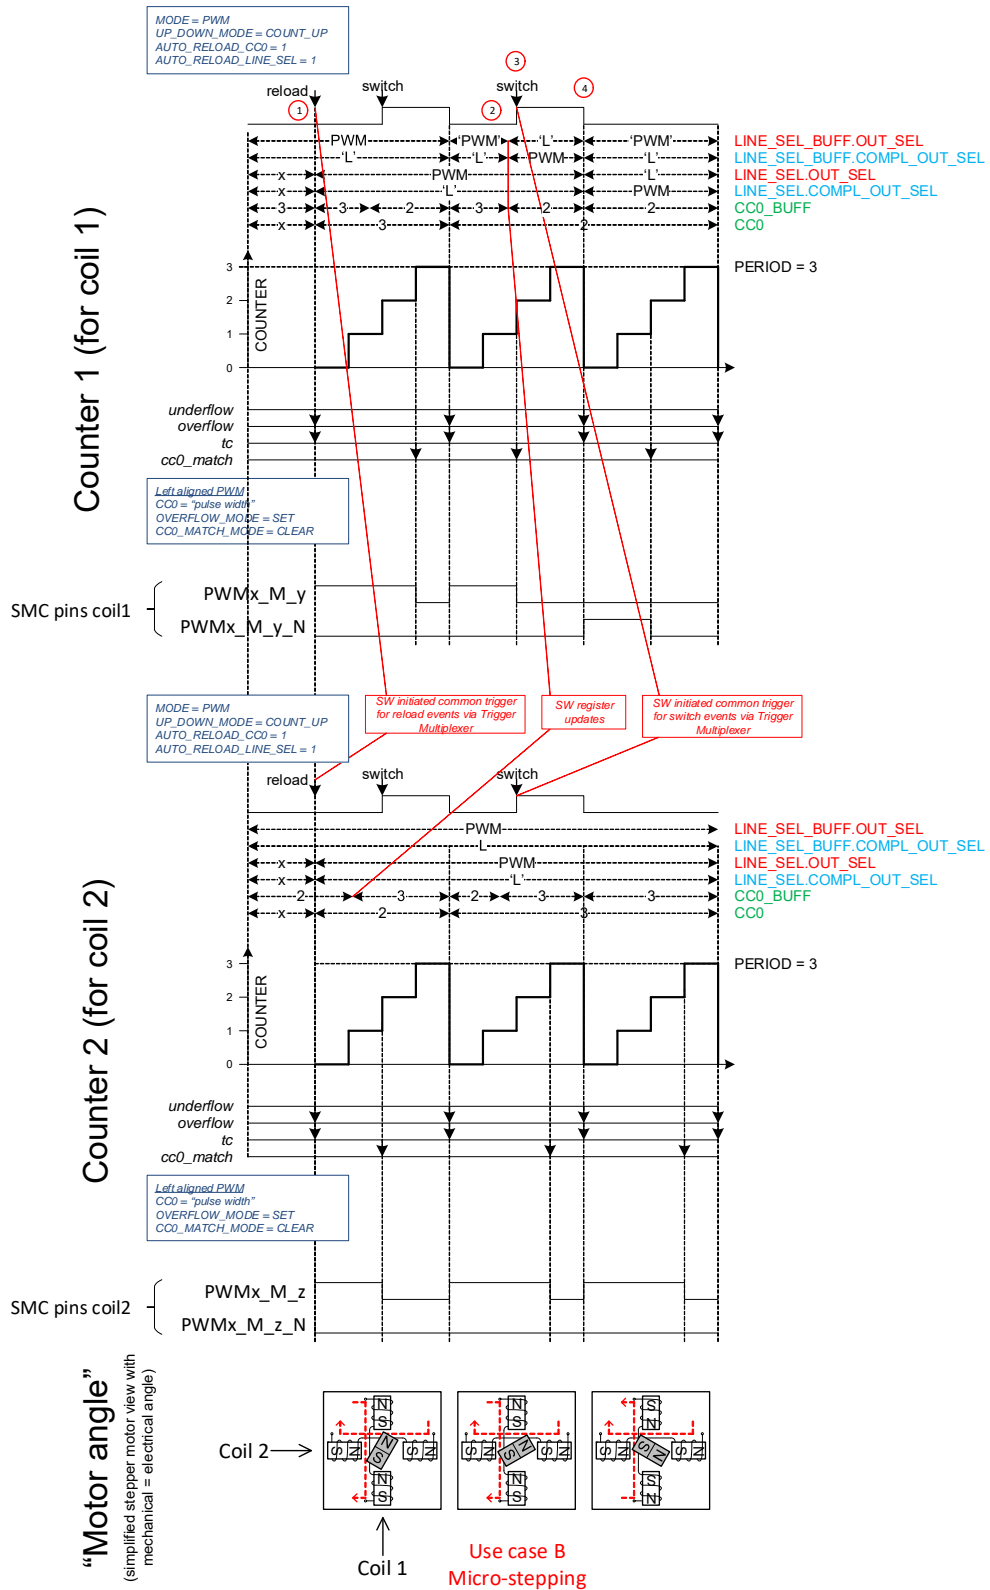 MODE = PWM
UP_DOWN_MODE = COUNT_UP
AUTO_RELOAD_CC0 = 1
AUTO_RELOAD_LINE_SEL = 1
reload
switch
switch
1
2
3
4
PWM 'PWM' 'L' 'PWM' LINE_SEL_BUFF.OUT_SEL
'L' 'L' PWM 'L' LINE_SEL_BUFF.COMPL_OUT_SEL
x PWM 'L' LINE_SEL.OUT_SEL
x 'L' PWM LINE_SEL.COMPL_OUT_SEL
3 3 2 3 2 2 CC0_BUFF
x 3 2 CC0
Counter 1 (for coil 1)
COUNTER
3
2
1
0
PERIOD = 3
underflow
overflow
tc
cc0_match
Left aligned PWM
CC0 = "pulse width"
OVERFLOW_MODE = SET
CC0_MATCH_MODE = CLEAR
SMC pins coil1
PWMx_M_y
PWMx_M_y_N
MODE = PWM
UP_DOWN_MODE = COUNT_UP
AUTO_RELOAD_CC0 = 1
AUTO_RELOAD_LINE_SEL = 1
SW initiated common trigger
for reload events via Trigger
Multiplexer
SW register
updates
SW initiated common trigger
for switch events via Trigger
Multiplexer
reload
switch
switch
PWM LINE_SEL_BUFF.OUT_SEL
L LINE_SEL_BUFF.COMPL_OUT_SEL
x PWM LINE_SEL.OUT_SEL
x 'L' LINE_SEL.COMPL_OUT_SEL
2 3 2 3 3 CC0_BUFF
x 2 3 CC0
Counter 2 (for coil 2)
COUNTER
3
2
1
0
PERIOD = 3
underflow
overflow
tc
cc0_match
Left aligned PWM
CC0 = "pulse width"
OVERFLOW_MODE = SET
CC0_MATCH_MODE = CLEAR
SMC pins coil2
PWMx_M_z
PWMx_M_z_N
"Motor angle"
(simplified stepper motor view with
mechanical = electrical angle)
Coil 2
N
S
S N N S S N
N
S
N
S
S N N S S N
N
S
S
N
S N N S S N
S
N
Coil 1
Use case B
Micro-stepping